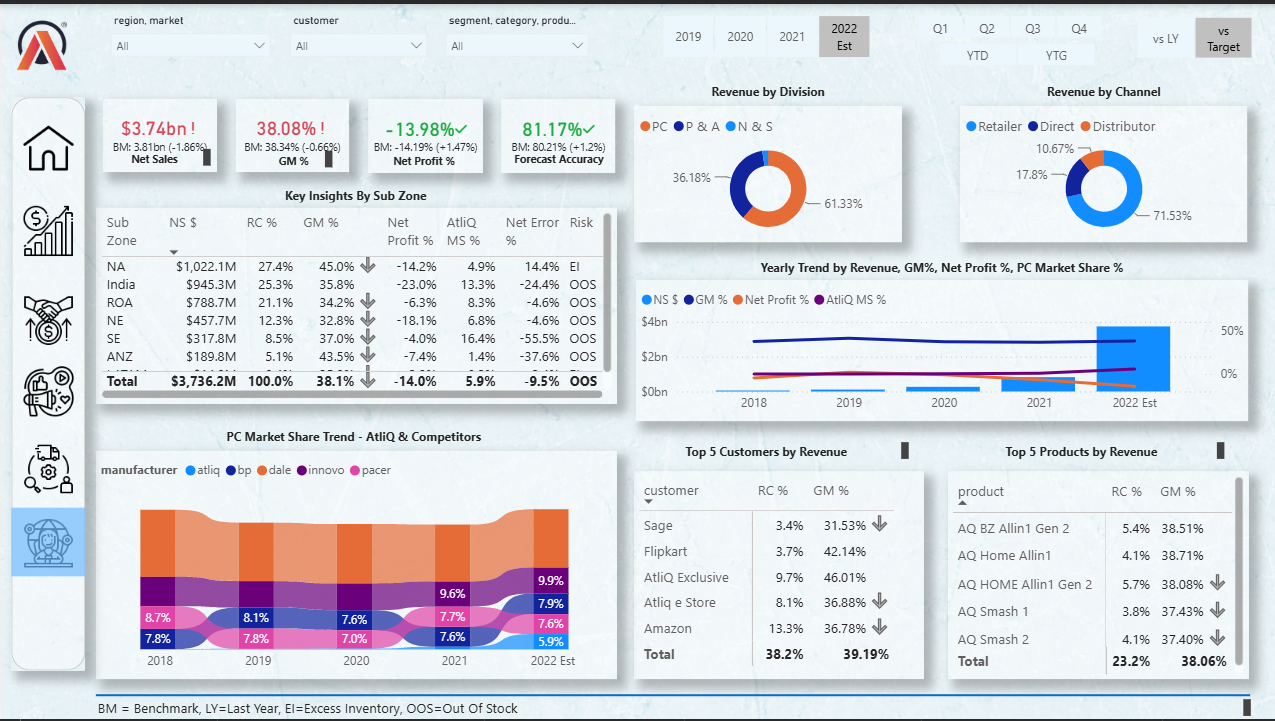 region, market
customer
segment, category, produ...
All
All
All
2019
2020
2021
2022 Est
Q1
Q2
Q3
Q4
YTD
YTG
vs LY
vs Target
$3.74bn !
BM: 3.81bn (-1.86%)
Net Sales
38.08% !
BM: 38.34% (-0.66%)
GM %
-13.98%✓
BM: -14.19% (+1.47%)
Net Profit %
81.17%✓
BM: 80.21% (+1.2%)
Forecast Accuracy
Revenue by Division
PC P & A N & S
36.18%
61.33%
Revenue by Channel
Retailer Direct Distributor
10.67%
17.8%
71.53%
Key Insights By Sub Zone
Sub Zone NS $ RC % GM % Net Profit % AtliQ MS % Net Error % Risk
NA $1,022.1M 27.4% 45.0% -14.2% 4.9% 14.4% EI
India $945.3M 25.3% 35.8% -23.0% 13.3% -24.4% OOS
ROA $788.7M 21.1% 34.2% -6.3% 8.3% -4.6% OOS
NE $457.7M 12.3% 32.8% -18.1% 6.8% -4.6% OOS
SE $317.8M 8.5% 37.0% -4.0% 16.4% -55.5% OOS
ANZ $189.8M 5.1% 43.5% -7.4% 1.4% -37.6% OOS
Total $3,736.2M 100.0% 38.1% -14.0% 5.9% -9.5% OOS
Yearly Trend by Revenue, GM%, Net Profit %, PC Market Share %
NS $ GM % Net Profit % AtliQ MS %
$4bn
$2bn
$0bn
50%
0%
2018 2019 2020 2021 2022 Est
PC Market Share Trend - AtliQ & Competitors
manufacturer atliq bp dale innovo pacer
8.7%
7.8%
8.1%
7.8%
7.6%
7.0%
9.6%
7.7%
7.6%
9.9%
7.9%
7.6%
5.9%
2018 2019 2020 2021 2022 Est
Top 5 Customers by Revenue
customer RC % GM %
Sage 3.4% 31.53%
Flipkart 3.7% 42.14%
AtliQ Exclusive 9.7% 46.01%
Atliq e Store 8.1% 36.88%
Amazon 13.3% 36.78%
Total 38.2% 39.19%
Top 5 Products by Revenue
product RC % GM %
AQ BZ Allin1 Gen 2 5.4% 38.51%
AQ Home Allin1 4.1% 38.71%
AQ HOME Allin1 Gen 2 5.7% 38.08%
AQ Smash 1 3.8% 37.43%
AQ Smash 2 4.1% 37.40%
Total 23.2% 38.06%
BM = Benchmark, LY=Last Year, EI=Excess Inventory, OOS=Out Of Stock